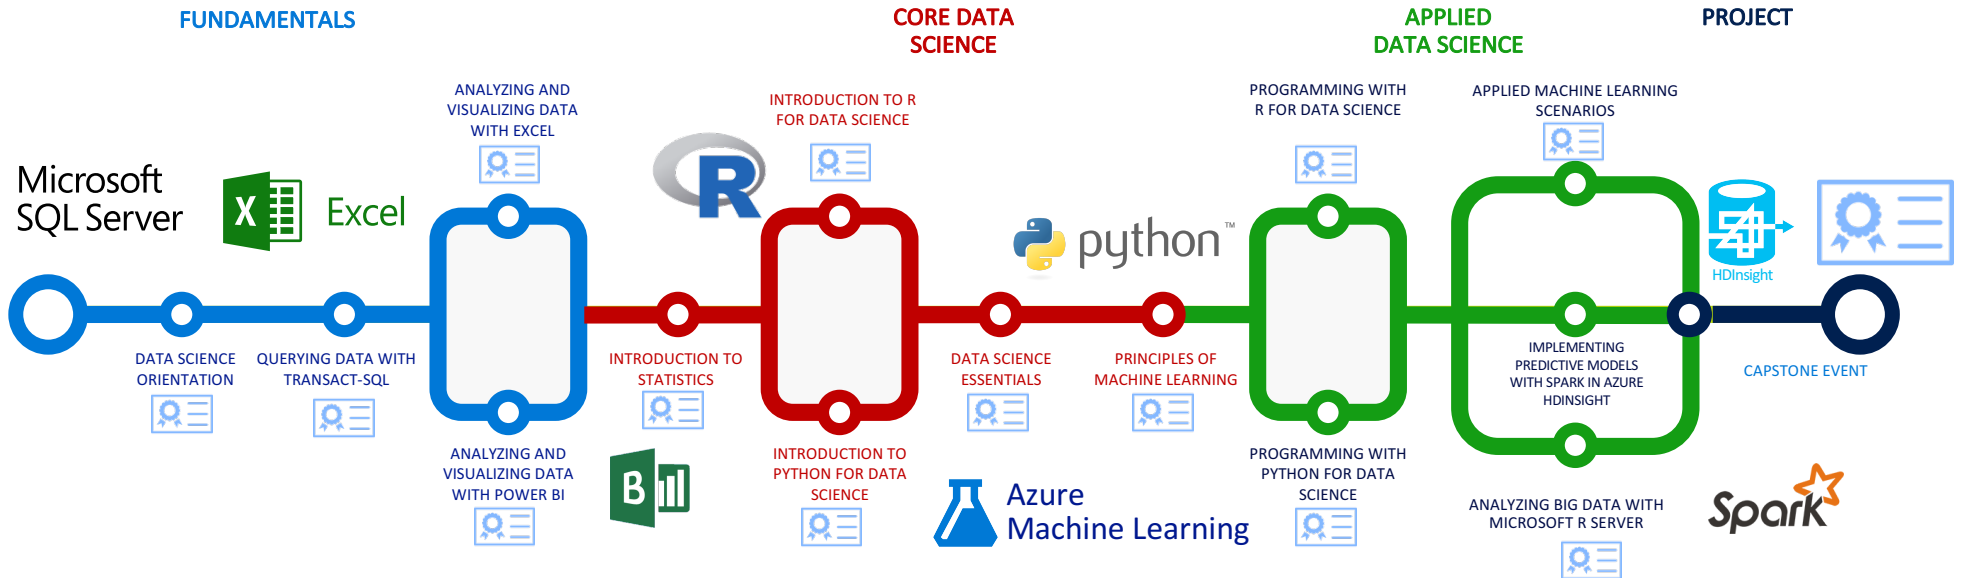 FUNDAMENTALS
CORE DATA
SCIENCE
APPLIED
DATA SCIENCE
PROJECT
ANALYZING AND
VISUALIZING DATA
WITH EXCEL
INTRODUCTION TO R
FOR DATA SCIENCE
PROGRAMMING WITH
R FOR DATA SCIENCE
APPLIED MACHINE LEARNING
SCENARIOS
Microsoft
SQL Server
X
Excel
R
python™
HDInsight
DATA SCIENCE
ORIENTATION
QUERYING DATA WITH
TRANSACT-SQL
INTRODUCTION TO
STATISTICS
DATA SCIENCE
ESSENTIALS
PRINCIPLES OF
MACHINE LEARNING
IMPLEMENTING
PREDICTIVE MODELS
WITH SPARK IN AZURE
HDINSIGHT
CAPSTONE EVENT
ANALYZING AND
VISUALIZING DATA
WITH POWER BI
B
INTRODUCTION TO
PYTHON FOR DATA
SCIENCE
Azure
Machine Learning
PROGRAMMING WITH
PYTHON FOR DATA
SCIENCE
ANALYZING BIG DATA WITH
MICROSOFT R SERVER
Spark